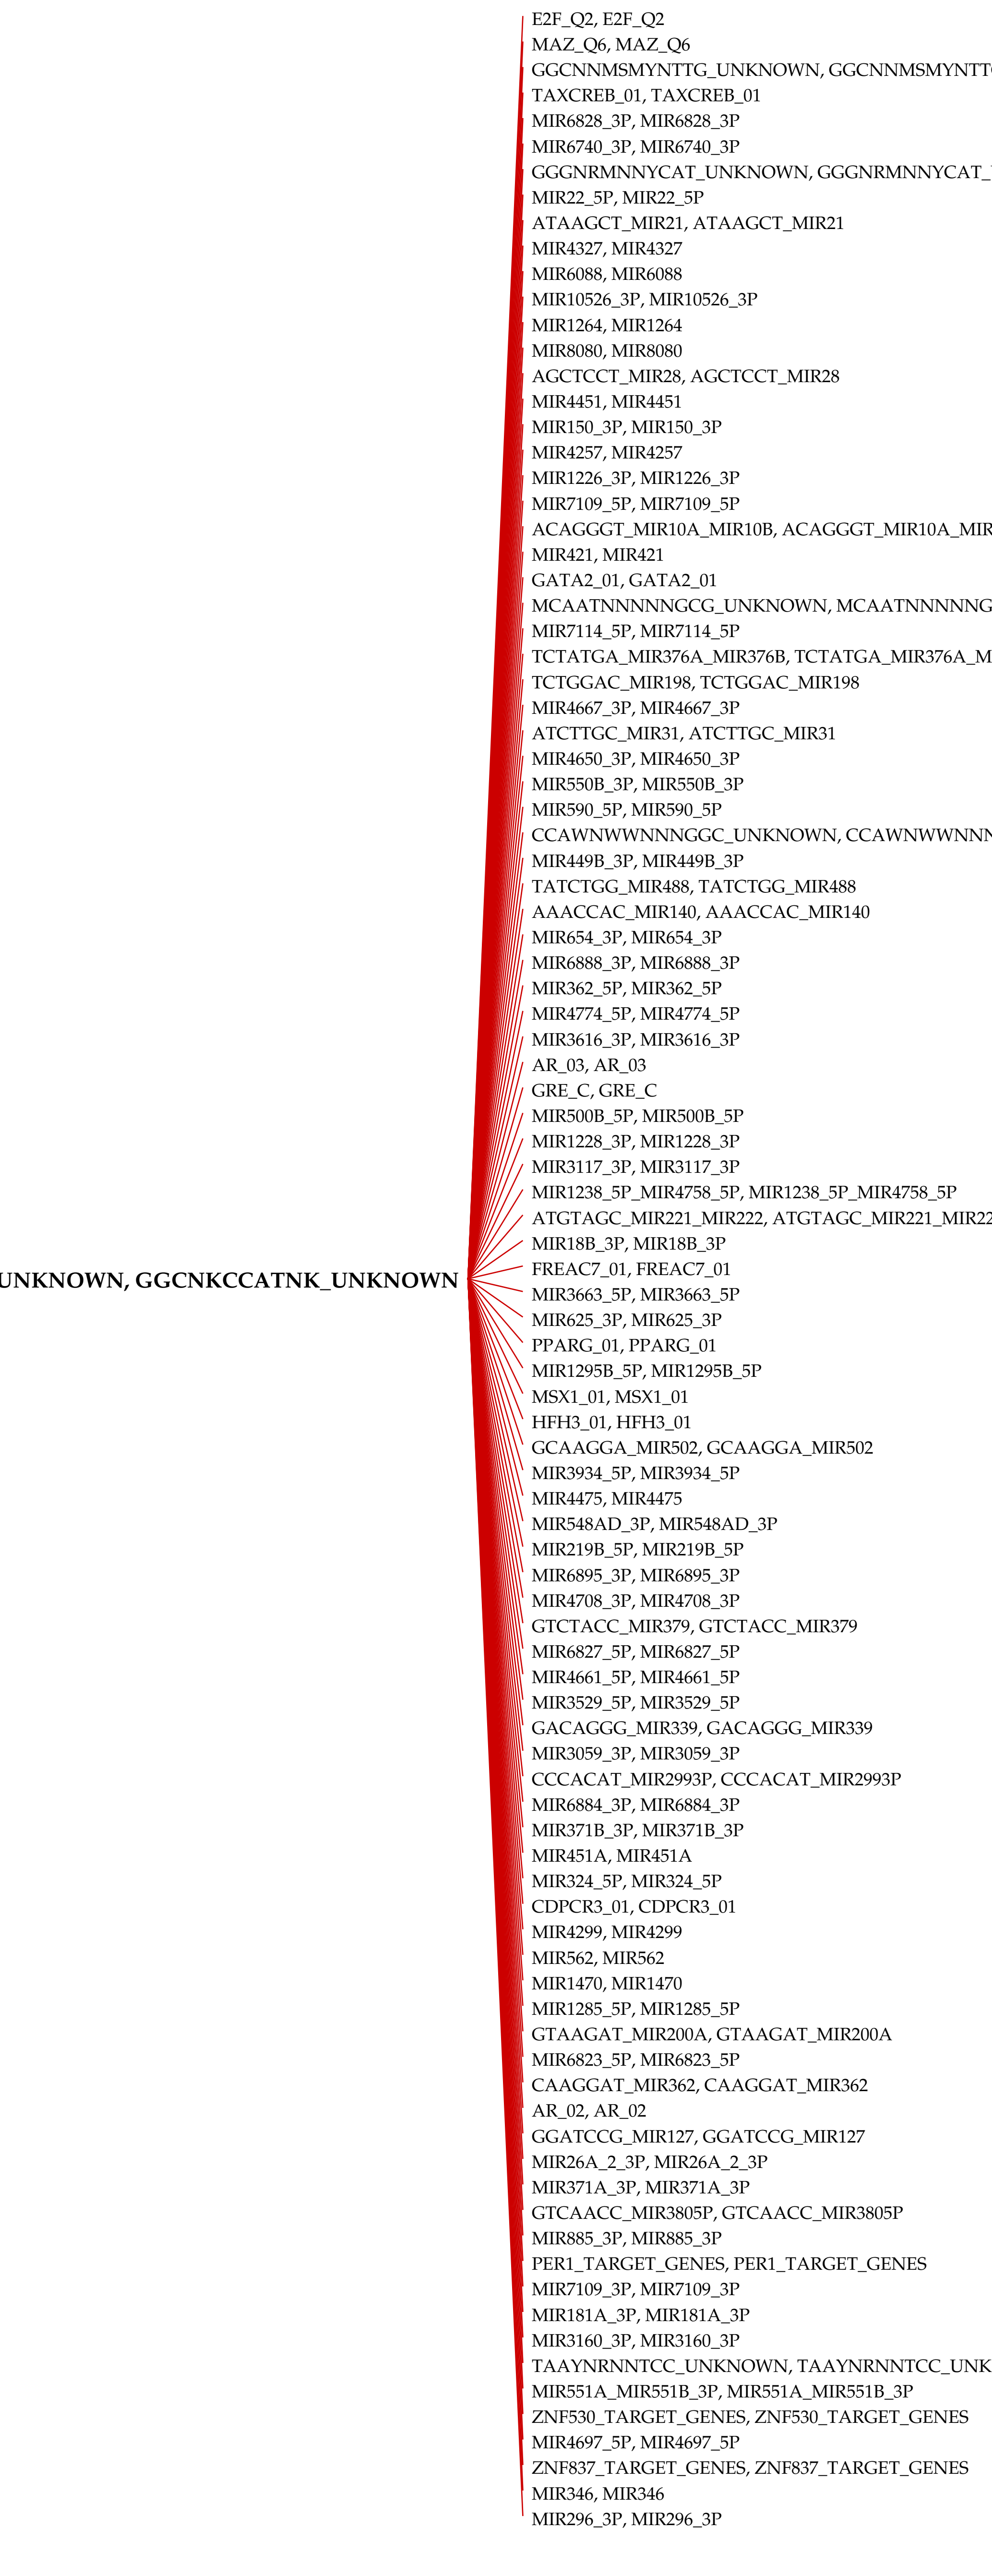 E2F_Q2, E2F_Q2
MAZ_Q6, MAZ_Q6
GGCNNMSMYNTTG_UNKNOWN, GGCNNMSMYNTT
TAXCREB_01, TAXCREB_01
MIR6828_3P, MIR6828_3P
MIR6740_3P, MIR6740_3P
GGGNRMNNYCAT_UNKNOWN, GGGNRMNNYCAT_
MIR22_5P, MIR22_5P
ATAAGCT_MIR21, ATAAGCT_MIR21
MIR4327, MIR4327
MIR6088, MIR6088
MIR10526_3P, MIR10526_3P
MIR1264, MIR1264
MIR8080, MIR8080
AGCTCCT_MIR28, AGCTCCT_MIR28
MIR4451, MIR4451
MIR150_3P, MIR150_3P
MIR4257, MIR4257
MIR1226_3P, MIR1226_3P
MIR7109_5P, MIR7109_5P
ACAGGGT_MIR10A_MIR10B, ACAGGGT_MIR10A_MIR
MIR421, MIR421
GATA2_01, GATA2_01
MCAATNNNNNGCG_UNKNOWN, MCAATNNNNNG
MIR7114_5P, MIR7114_5P
TCTATGA_MIR376A_MIR376B, TCTATGA_MIR376A_M
TCTGGAC_MIR198, TCTGGAC_MIR198
MIR4667_3P, MIR4667_3P
ATCTTGC_MIR31, ATCTTGC_MIR31
MIR4650_3P, MIR4650_3P
MIR550B_3P, MIR550B_3P
MIR590_5P, MIR590_5P
CCAWNWWNNNGGC_UNKNOWN, CCAWNWWNNN
MIR449B_3P, MIR449B_3P
TATCTGG_MIR488, TATCTGG_MIR488
AAACCAC_MIR140, AAACCAC_MIR140
MIR654_3P, MIR654_3P
MIR6888_3P, MIR6888_3P
MIR362_5P, MIR362_5P
MIR4774_5P, MIR4774_5P
MIR3616_3P, MIR3616_3P
AR_03, AR_03
GRE_C, GRE_C
MIR500B_5P, MIR500B_5P
MIR1228_3P, MIR1228_3P
MIR3117_3P, MIR3117_3P
MIR1238_5P_MIR4758_5P, MIR1238_5P_MIR4758_5P
ATGTAGC_MIR221_MIR222, ATGTAGC_MIR221_MIR22
MIR18B_3P, MIR18B_3P
FREAC7_01, FREAC7_01
UNKNOWN, GGCNKCCATNK_UNKNOWN
MIR3663_5P, MIR3663_5P
MIR625_3P, MIR625_3P
PPARG_01, PPARG_01
MIR1295B_5P, MIR1295B_5P
MSX1_01, MSX1_01
HFH3_01, HFH3_01
GCAAGGA_MIR502, GCAAGGA_MIR502
MIR3934_5P, MIR3934_5P
MIR4475, MIR4475
MIR548AD_3P, MIR548AD_3P
MIR219B_5P, MIR219B_5P
MIR6895_3P, MIR6895_3P
MIR4708_3P, MIR4708_3P
GTCTACC_MIR379, GTCTACC_MIR379
MIR6827_5P, MIR6827_5P
MIR4661_5P, MIR4661_5P
MIR3529_5P, MIR3529_5P
GACAGGG_MIR339, GACAGGG_MIR339
MIR3059_3P, MIR3059_3P
CCCACAT_MIR2993P, CCCACAT_MIR2993P
MIR6884_3P, MIR6884_3P
MIR371B_3P, MIR371B_3P
MIR451A, MIR451A
MIR324_5P, MIR324_5P
CDPCR3_01, CDPCR3_01
MIR4299, MIR4299
MIR562, MIR562
MIR1470, MIR1470
MIR1285_5P, MIR1285_5P
GTAAGAT_MIR200A, GTAAGAT_MIR200A
MIR6823_5P, MIR6823_5P
CAAGGAT_MIR362, CAAGGAT_MIR362
AR_02, AR_02
GGATCCG_MIR127, GGATCCG_MIR127
MIR26A_2_3P, MIR26A_2_3P
MIR371A_3P, MIR371A_3P
GTCAACC_MIR3805P, GTCAACC_MIR3805P
MIR885_3P, MIR885_3P
PER1_TARGET_GENES, PER1_TARGET_GENES
MIR7109_3P, MIR7109_3P
MIR181A_3P, MIR181A_3P
MIR3160_3P, MIR3160_3P
TAAYNRNNTCC_UNKNOWN, TAAYNRNNTCC_UNK
MIR551A_MIR551B_3P, MIR551A_MIR551B_3P
ZNF530_TARGET_GENES, ZNF530_TARGET_GENES
MIR4697_5P, MIR4697_5P
ZNF837_TARGET_GENES, ZNF837_TARGET_GENES
MIR346, MIR346
MIR296_3P, MIR296_3P